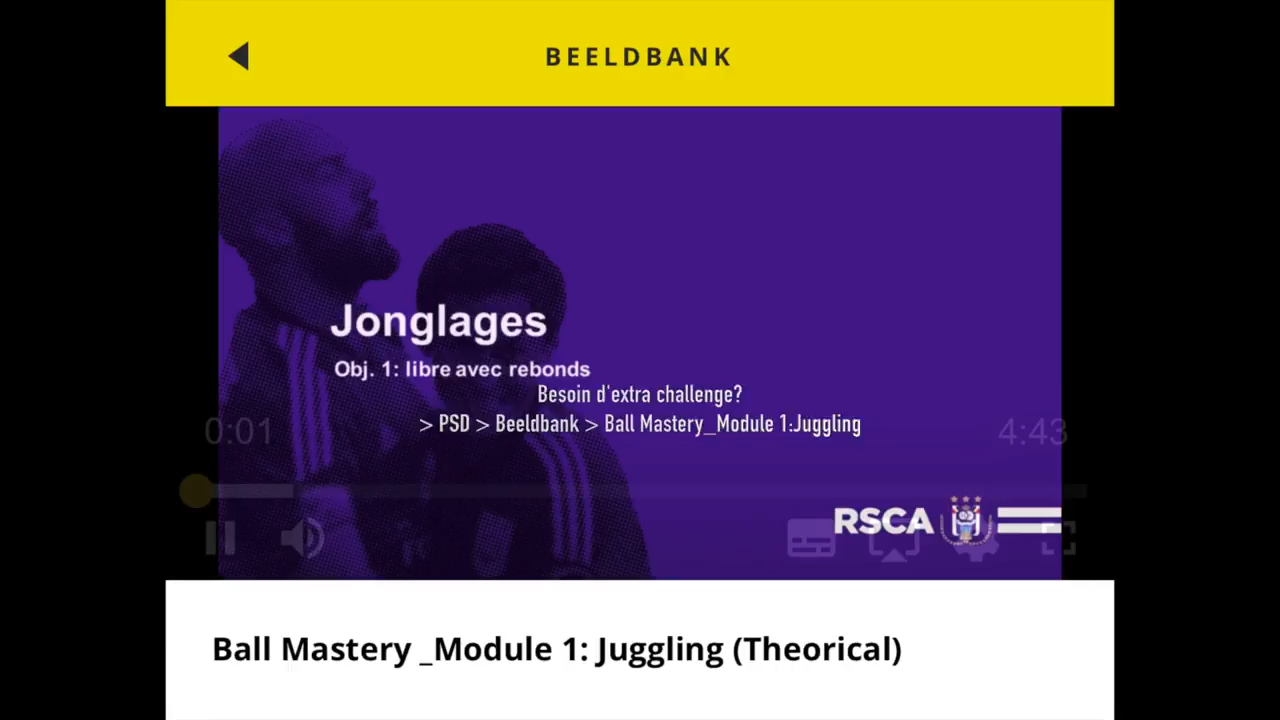 BEELDBANK
Jonglages
Obj. 1: libre avec rebonds
Besoin d'extra challenge?
> PSD > Beeldbank > Ball Mastery_Module 1:Juggling
0:01
4:43
RSCA
Ball Mastery _Module 1: Juggling (Theorical)